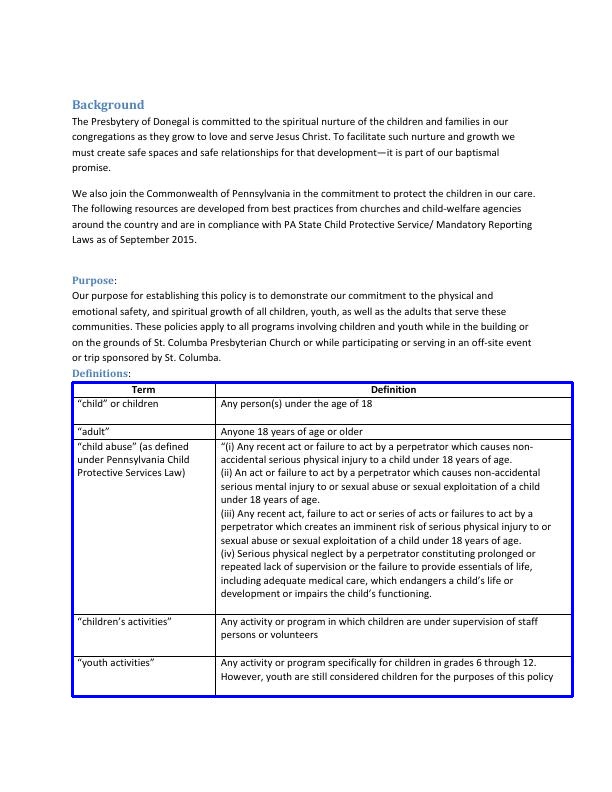 Background
The Presbytery of Donegal is committed to the spiritual nurture of the children and families in our
congregations as they grow to love and serve Jesus Christ. To facilitate such nurture and growth we
must create safe spaces and safe relationships for that development—it is part of our baptismal
promise.
We also join the Commonwealth of Pennsylvania in the commitment to protect the children in our care.
The following resources are developed from best practices from churches and child-welfare agencies
around the country and are in compliance with PA State Child Protective Service/ Mandatory Reporting
Laws as of September 2015.
Purpose:
Our purpose for establishing this policy is to demonstrate our commitment to the physical and
emotional safety, and spiritual growth of all children, youth, as well as the adults that serve these
communities. These policies apply to all programs involving children and youth while in the building or
on the grounds of St. Columba Presbyterian Church or while participating or serving in an off-site event
or trip sponsored by St. Columba.
Definitions:
Term Definition
“child” or children Any person(s) under the age of 18
“adult” Anyone 18 years of age or older
“child abuse” (as defined
under Pennsylvania Child
Protective Services Law)
“(i) Any recent act or failure to act by a perpetrator which causes non-
accidental serious physical injury to a child under 18 years of age.
(ii) An act or failure to act by a perpetrator which causes non-accidental
serious mental injury to or sexual abuse or sexual exploitation of a child
under 18 years of age.
(iii) Any recent act, failure to act or series of acts or failures to act by a
perpetrator which creates an imminent risk of serious physical injury to or
sexual abuse or sexual exploitation of a child under 18 years of age.
(iv) Serious physical neglect by a perpetrator constituting prolonged or
repeated lack of supervision or the failure to provide essentials of life,
including adequate medical care, which endangers a child’s life or
development or impairs the child’s functioning.
“children’s activities” Any activity or program in which children are under supervision of staff
persons or volunteers
“youth activities” Any activity or program specifically for children in grades 6 through 12.
However, youth are still considered children for the purposes of this policy